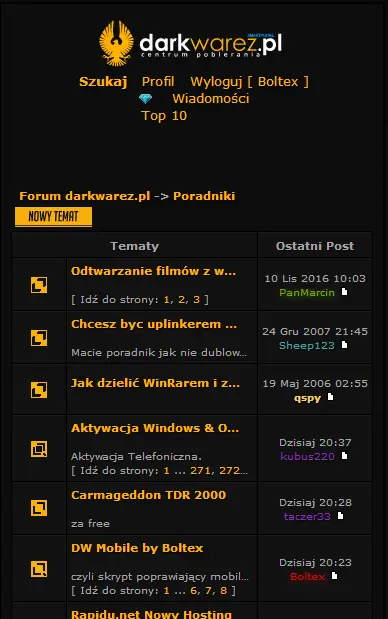 SMARTPHONE
darkwarez.pl
centrum pobierania
Szukaj Profil Wyloguj [ Boltex ]
Wiadomości
Top 10
Forum darkwarez.pl -> Poradniki
NOWY TEMAT
Tematy Ostatni Post
Odtwarzanie filmów z w...
[ Idź do strony: 1, 2, 3 ]
10 Lis 2016 10:03
PanMarcin
Chcesz byc uplinkerem ...
Macie poradnik jak nie dublow...
24 Gru 2007 21:45
Sheep123
Jak dzielić WinRarem i z...
19 Maj 2006 02:55
qspy
Aktywacja Windows & O...
Aktywacja Telefoniczna.
[ Idź do strony: 1 ... 271, 272...
Dzisiaj 20:37
kubus220
Carmageddon TDR 2000
za free
Dzisiaj 20:28
taczer33
DW Mobile by Boltex
czyli skrypt poprawiający mobil...
[ Idź do strony: 1 ... 6, 7, 8 ]
Dzisiaj 20:23
Boltex
Rapidu.net Nowy Hosting